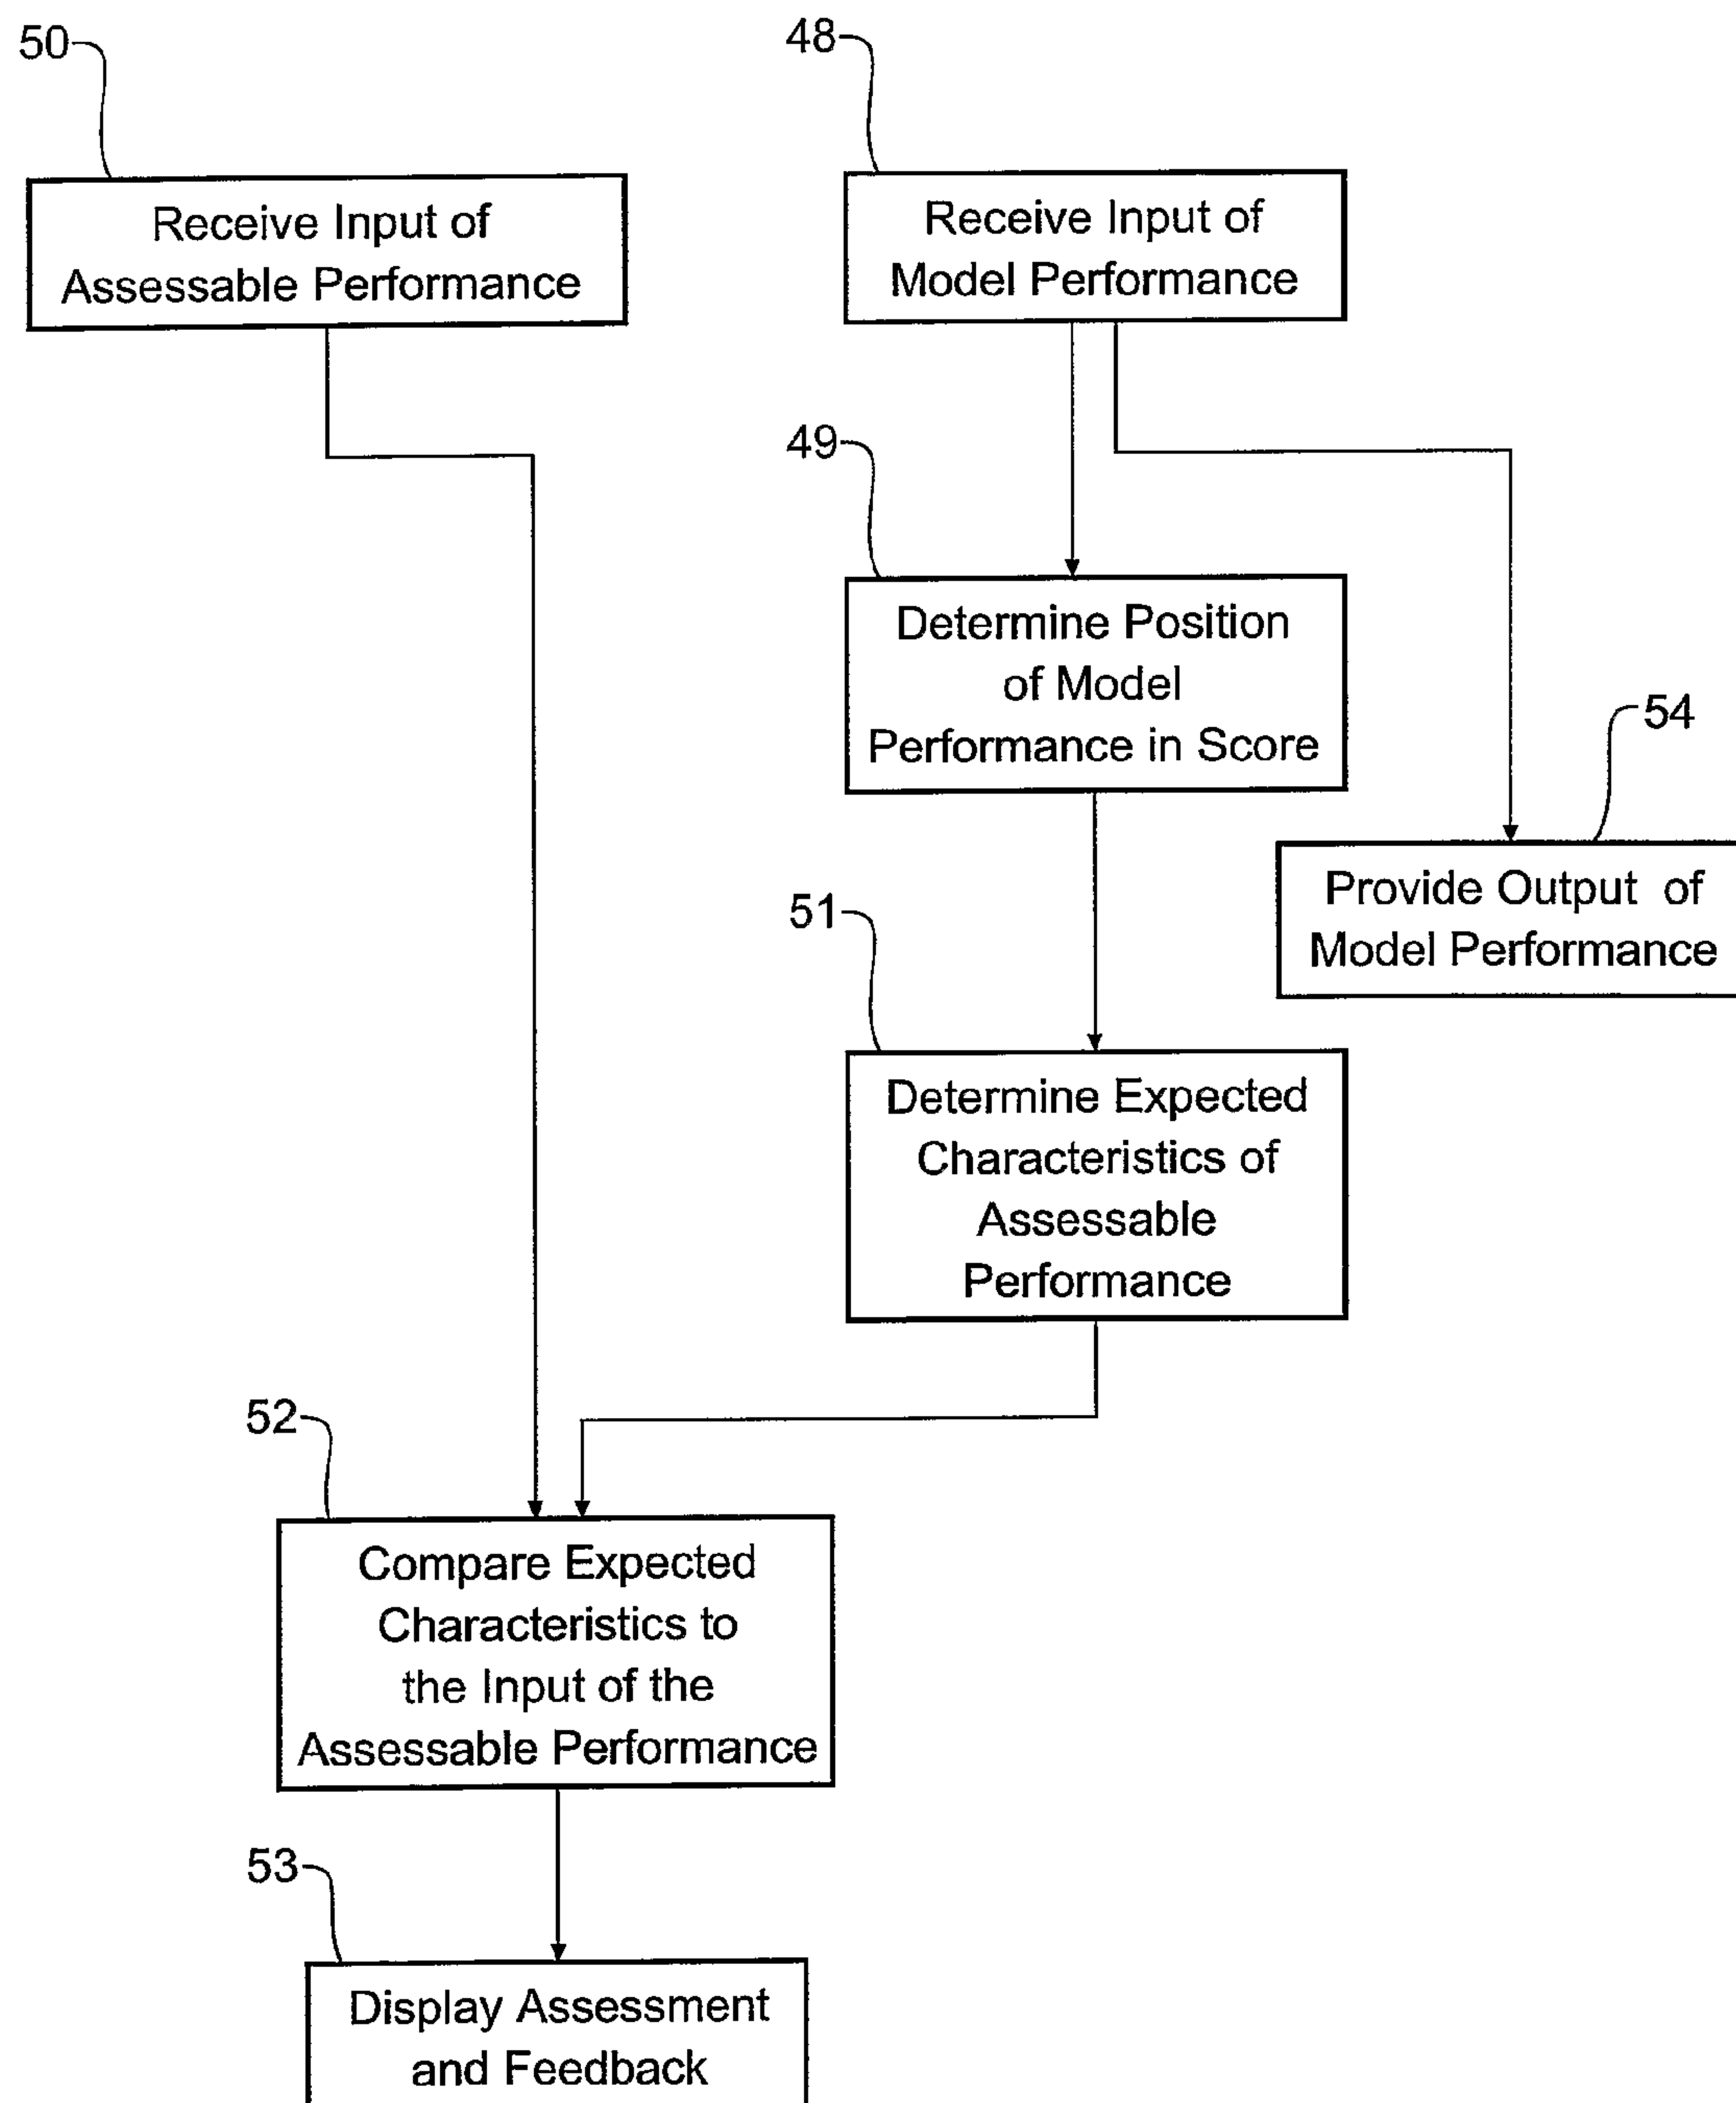 50
Receive Input of
Assessable Performance
48
Receive Input of
Model Performance
49
Determine Position
of Model
Performance in Score
54
Provide Output of
Model Performance
51
Determine Expected
Characteristics of
Assessable
Performance
52
Compare Expected
Characteristics to
the Input of the
Assessable Performance
53
Display Assessment
and Feedback